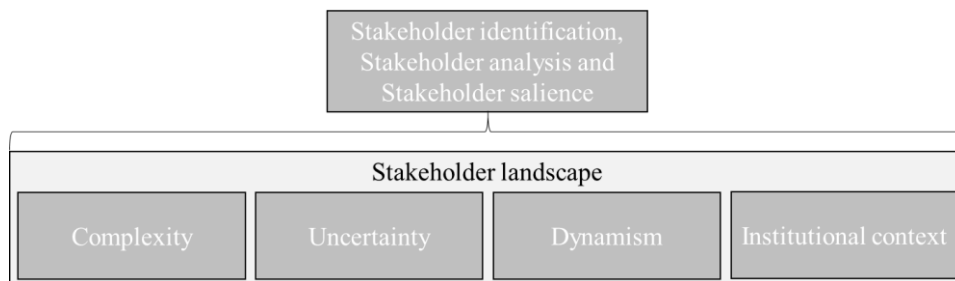 Stakeholder identification,
Stakeholder analysis and
Stakeholder salience
Stakeholder landscape
Complexity
Uncertainty
Dynamism
Institutional context